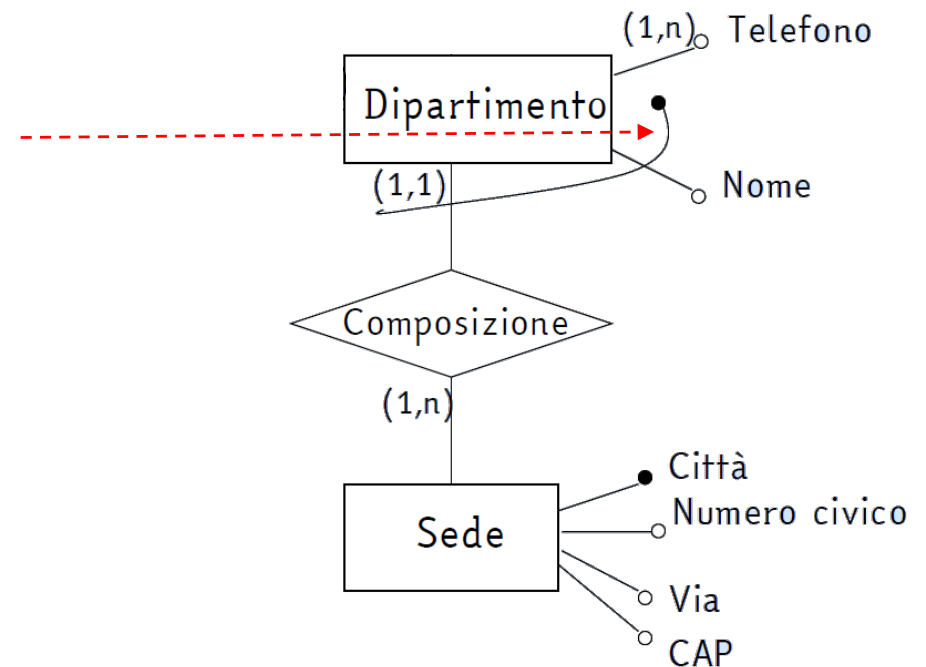 (1,n) Telefono
Dipartimento
(1,1)
Nome
Composizione
(1,n)
Città
Numero civico
Sede
Via
CAP